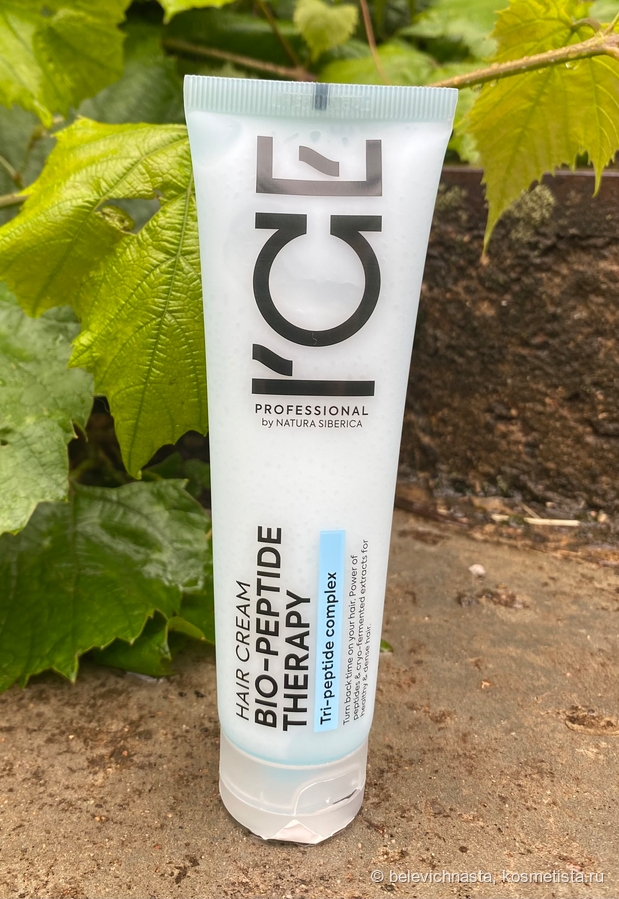 I'CE
PROFESSIONAL
by NATURA SIBERICA
HAIR CREAM
BIO-PEPTIDE
THERAPY
Tri-peptide complex
Turn back time on your hair. Power of
peptides & cryo-fermented extracts for
healthy & dense hair.
© belevichnasta, kosmetista.ru